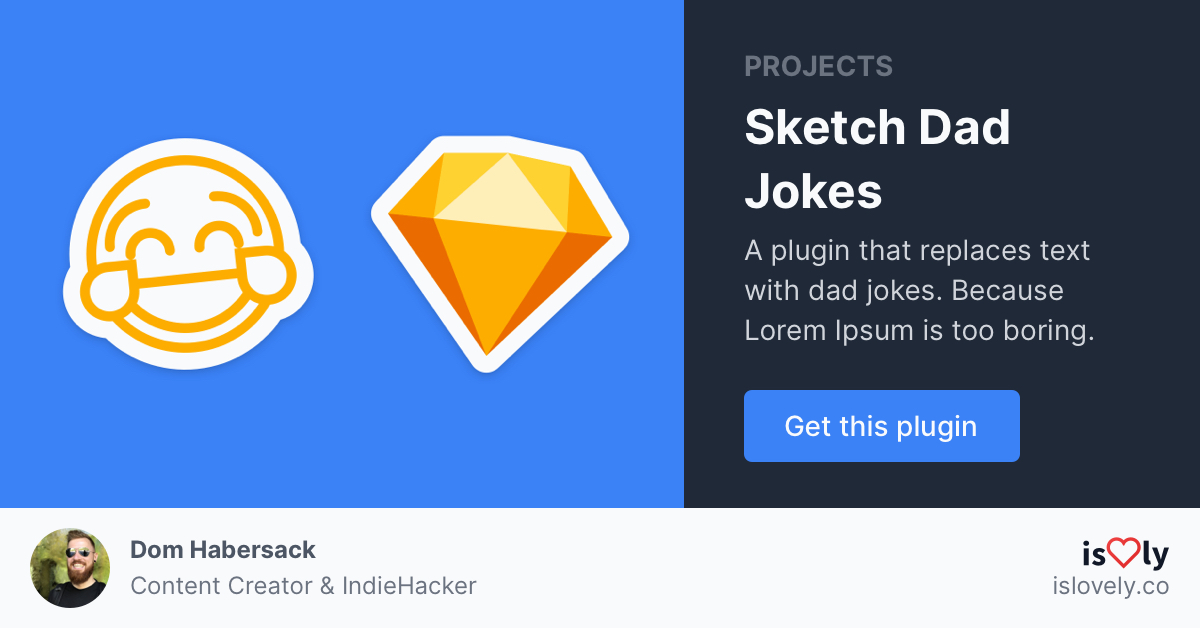 PROJECTS
Sketch Dad
Jokes
A plugin that replaces text
with dad jokes. Because
Lorem Ipsum is too boring.
Get this plugin
Dom Habersack
Content Creator & IndieHacker
is♡ly
islovely.co